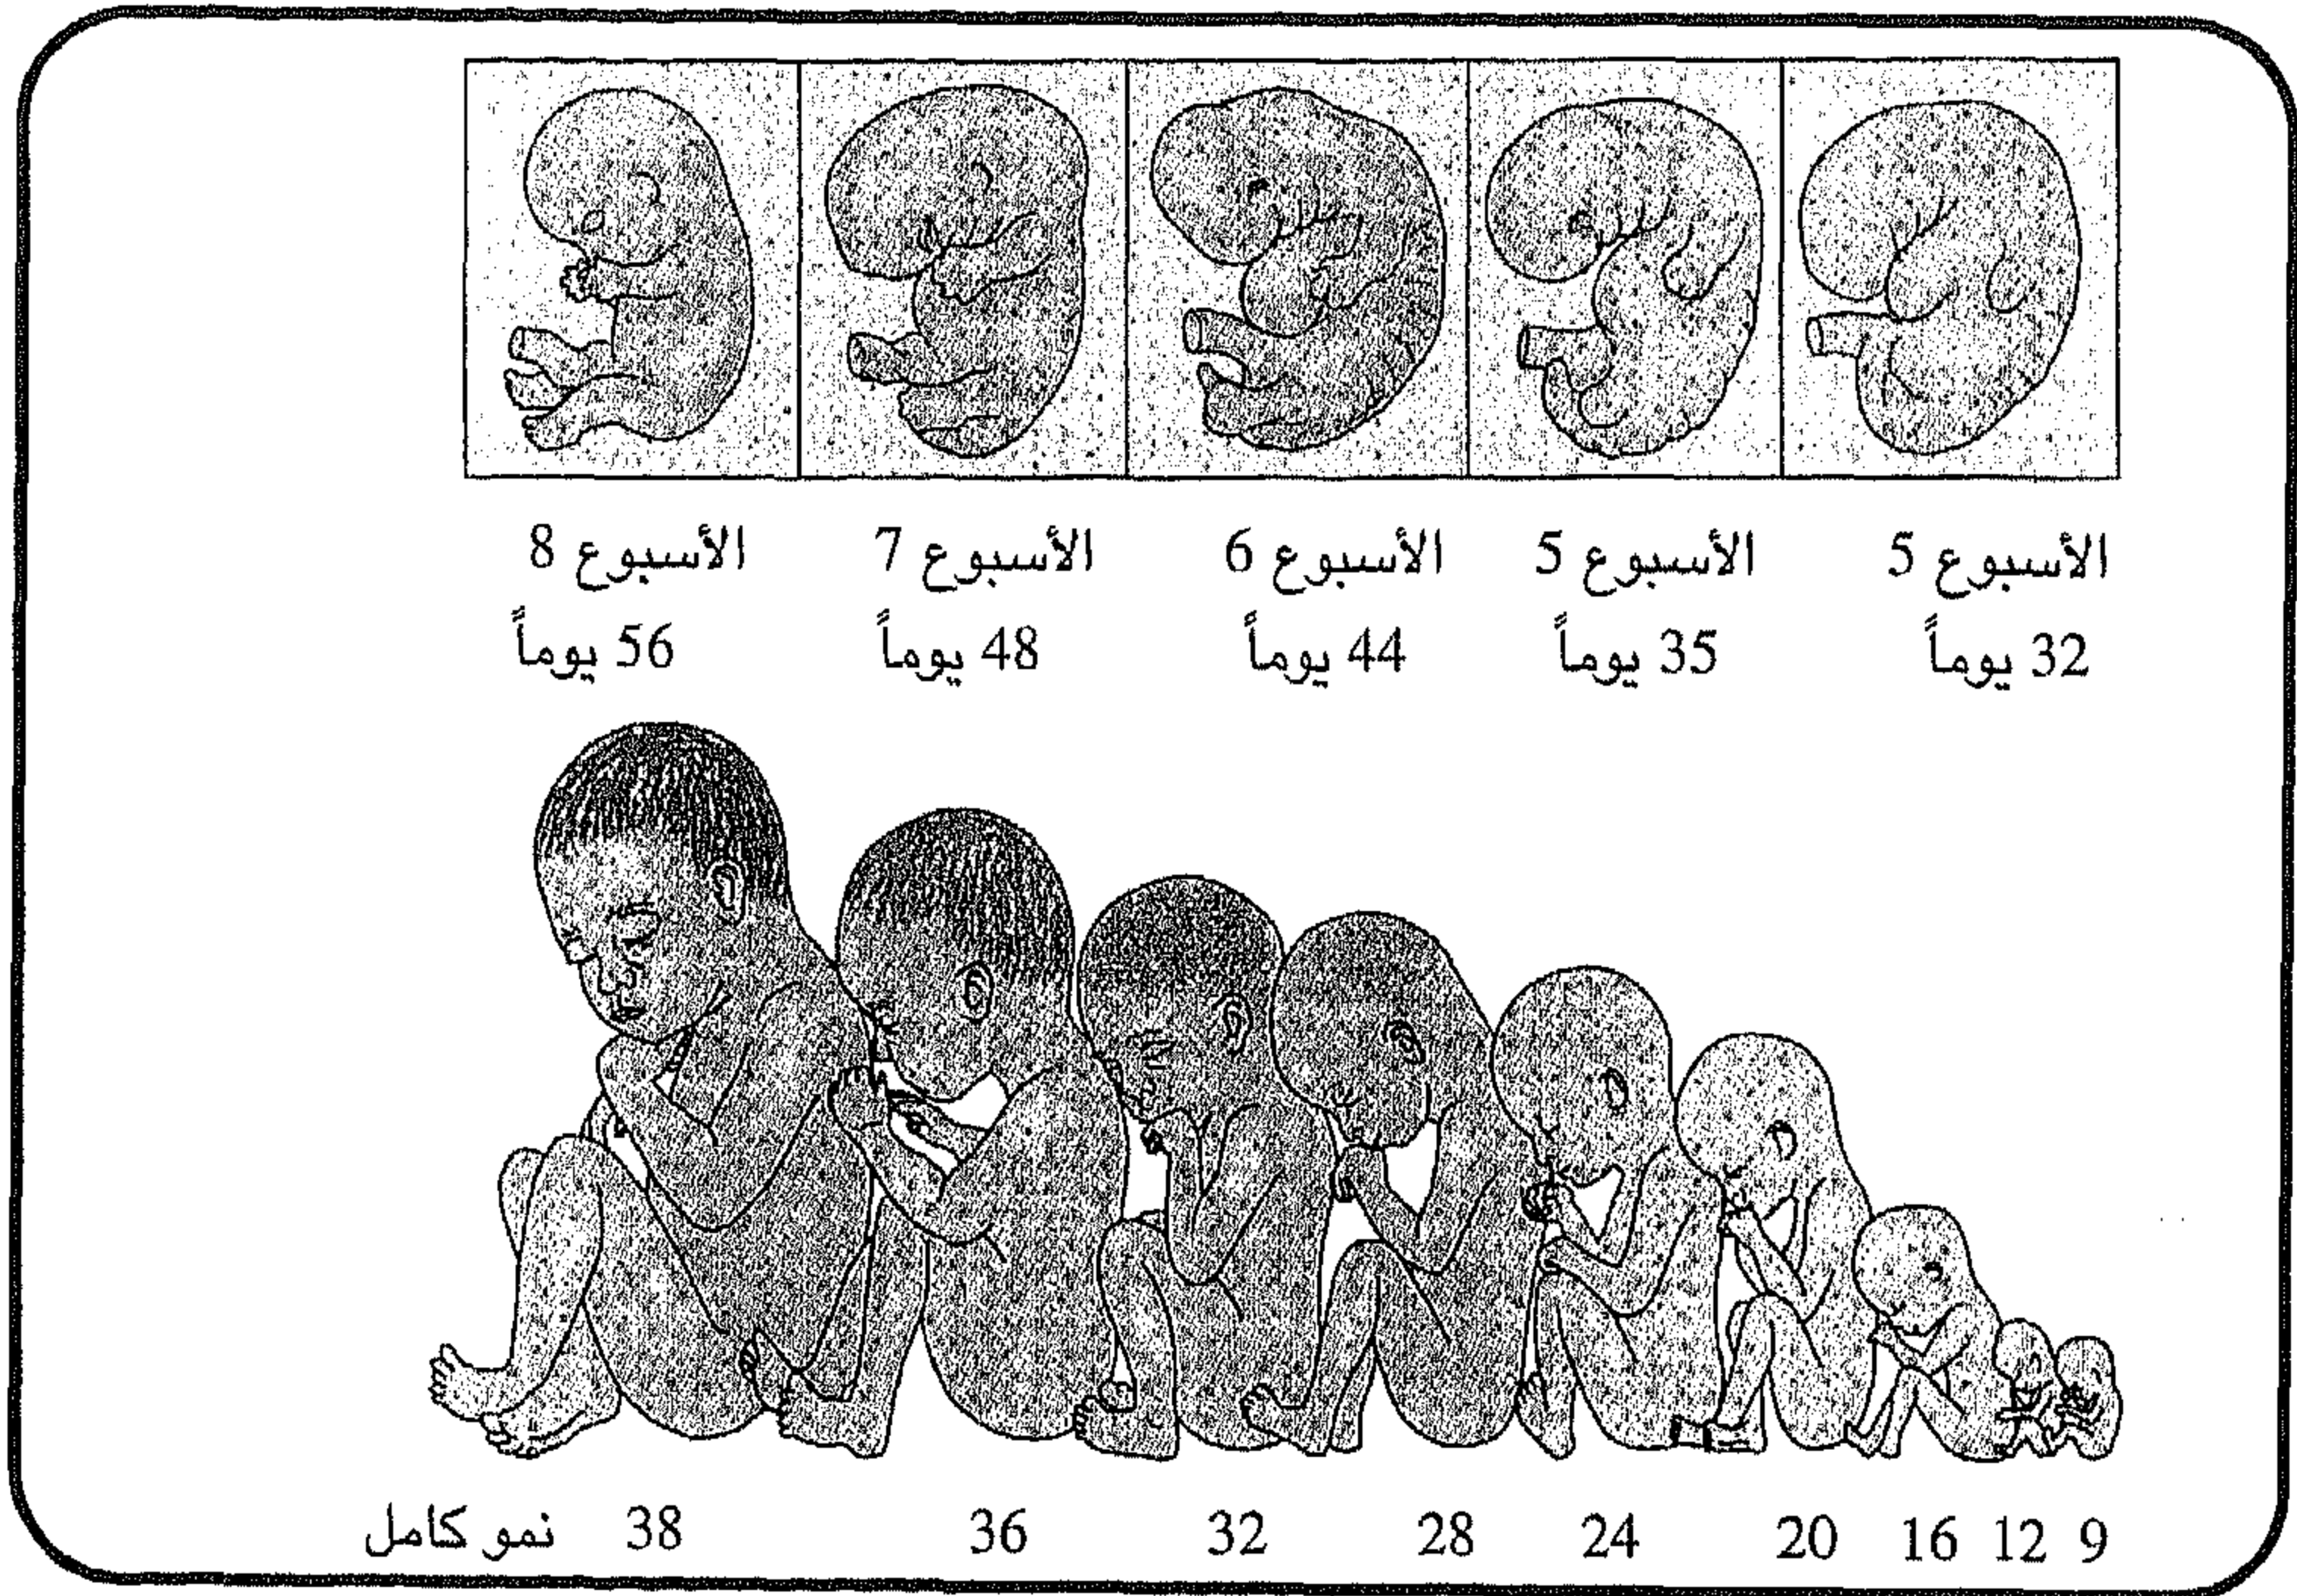 الأسبوع 5 الأسبوع 5 الأسبوع 6 الأسبوع 7 الأسبوع 8
32 يوماً 35 يوماً 44 يوماً 48 يوماً 56 يوماً
9 12 16 20 24 28 32 36 38 نمو كامل